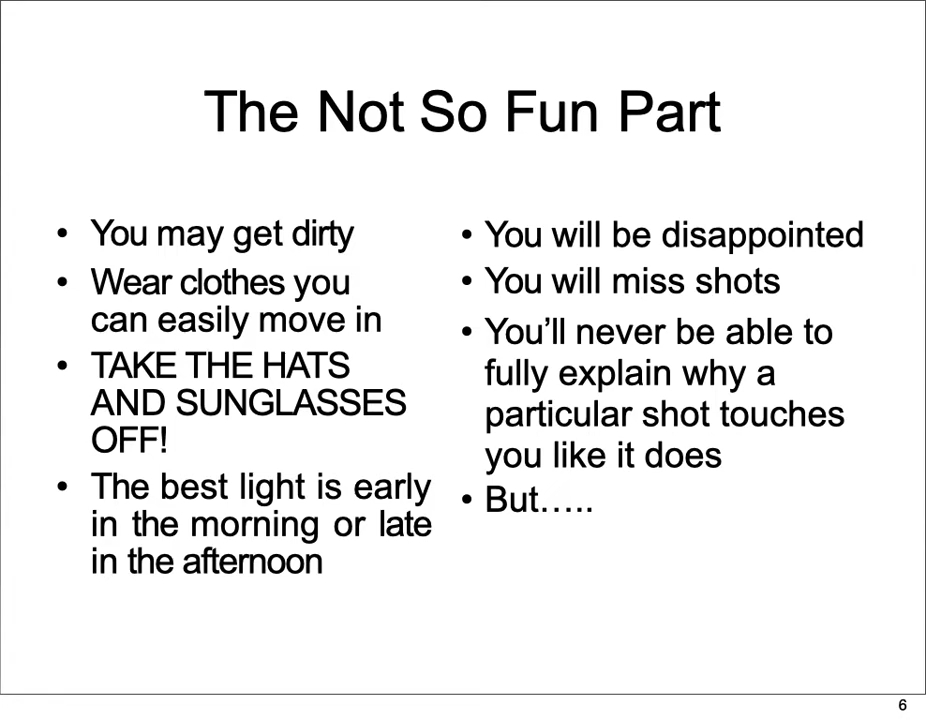 The Not So Fun Part
• You may get dirty
• Wear clothes you
can easily move in
• TAKE THE HATS
AND SUNGLASSES
OFF!
• The best light is early
in the morning or late
in the afternoon
• You will be disappointed
• You will miss shots
• You’ll never be able to
fully explain why a
particular shot touches
you like it does
• But…..
6